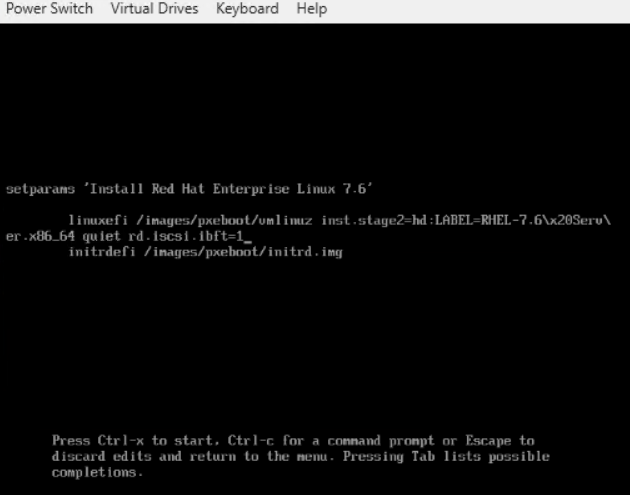 Power Switch Virtual Drives Keyboard Help
setparams 'Install Red Hat Enterprise Linux 7.6'
linuxefi /images/pxeboot/vmlinuz inst.stage2=hd:LABEL=RHEL-7.6\x20Serv\
er.x86_64 quiet rd.iscsi.ibft=1_
initrdefi /images/pxeboot/initrd.img
Press Ctrl-x to start, Ctrl-c for a command prompt or Escape to
discard edits and return to the menu. Pressing Tab lists possible
completions.